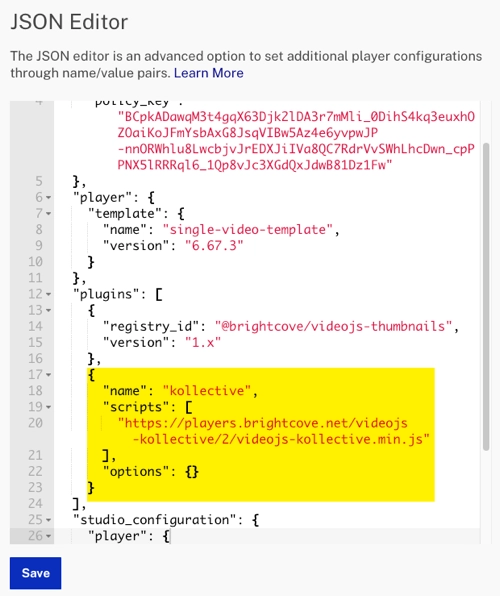 JSON Editor
The JSON editor is an advanced option to set additional player configurations
through name/value pairs. Learn More
4 "policy_key":
"BCpkADawqM3t4gqX63Djk2lDA3r7mMli_0DihS4kq3euxhO
ZOaiKoJFmYsbAxG8JsqVIBw5Az4e6yvpwJP
-nnORWhlu8LwcbjvJrEDXJiIVa8QC7RdrVvSWhLhcDwn_cpP
PNX5lRRRql6_1Qp8vJc3XGdQxJdwB81Dz1Fw"
5 },
6 "player": {
7 "template": {
8 "name": "single-video-template",
9 "version": "6.67.3"
10 }
11 },
12 "plugins": [
13 {
14 "registry_id": "@brightcove/videojs-thumbnails",
15 "version": "1.x"
16 },
17 {
18 "name": "kollective",
19 "scripts": [
20 "https://players.brightcove.net/videojs
-kollective/2/videojs-kollective.min.js"
21 ],
22 "options": {}
23 }
24 ],
25 "studio_configuration": {
26 "player": {
Save